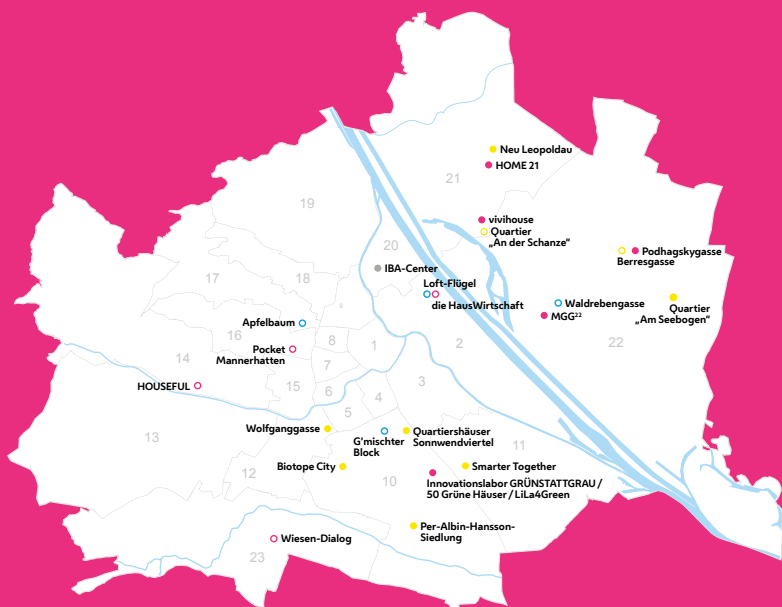 Neu Leopoldau
HOME 21
21
19
vivihouse
Quartier
„An der Schanze“
20
IBA-Center
Podhagskygasse
Berresgasse
17
18
Loft-Flügel
die HausWirtschaft
Waldrebengasse
MGG²²
Quartier
„Am Seebogen“
Apfelbaum
16
9
8
1
2
22
Pocket
Mannerhatten
14
7
15
6
3
HOUSEFUL
4
5
13
Wolfganggasse
G'mischter
Block
Quartiershäuser
Sonnwendviertel
11
12
Biotope City
10
Smarter Together
Innovationslabor GRÜNSTATTGRAU /
50 Grüne Häuser / LiLa4Green
Per-Albin-Hansson-
Siedlung
Wiesen-Dialog
23